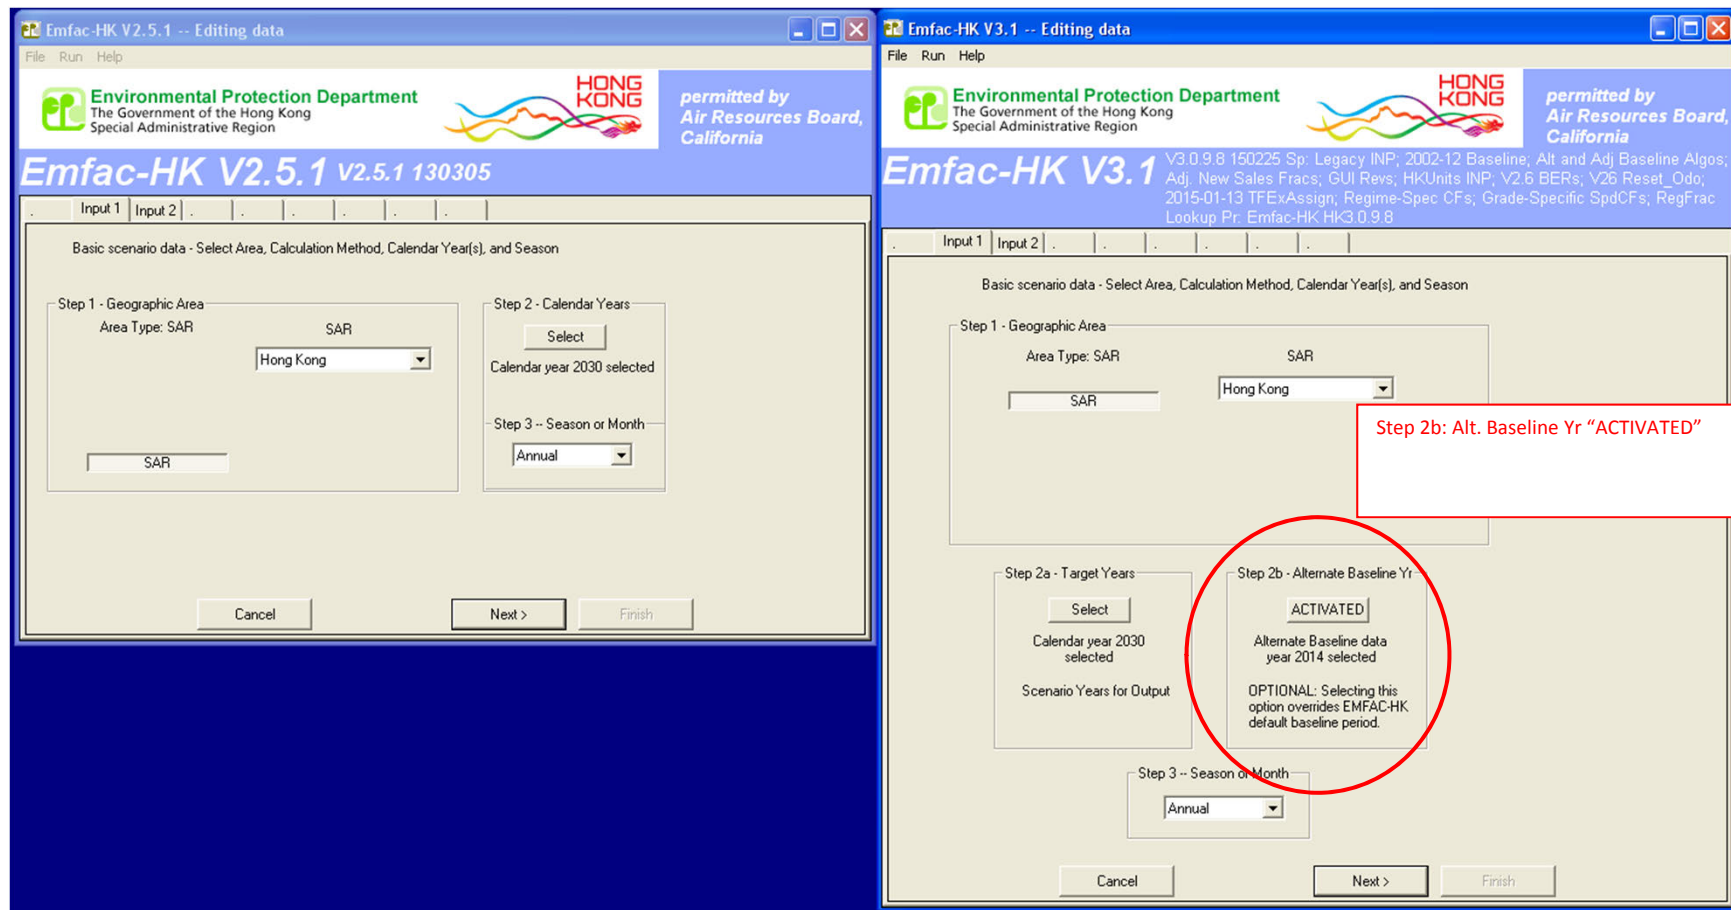 Emfac-HK V2.5.1 -- Editing data
File Run Help
Environmental Protection Department
The Government of the Hong Kong
Special Administrative Region
HONG
KONG
permitted by
Air Resources Board,
California
Emfac-HK V2.5.1 V2.5.1 130305
. Input 1 Input 2 . . . . . .
Basic scenario data - Select Area, Calculation Method, Calendar Year(s), and Season
Step 1 - Geographic Area
Area Type: SAR
SAR
Hong Kong
SAR
Step 2 - Calendar Years
Select
Calendar year 2030 selected
Step 3 -- Season or Month
Annual
Cancel
Next >
Finish
Emfac-HK V3.1 -- Editing data
File Run Help
Environmental Protection Department
The Government of the Hong Kong
Special Administrative Region
HONG
KONG
permitted by
Air Resources Board,
California
Emfac-HK V3.1
V3.0.9.8 150225 Sp: Legacy INP; 2002-12 Baseline; Alt and Adj Baseline Algos;
Adj. New Sales Fracs; GUI Revs; HKUnits INP; V2.6 BERs; V26 Reset_Odo;
2015-01-13 TFExAssign; Regime-Spec CFs; Grade-Specific SpdCFs; RegFrac
Lookup Pr: Emfac-HK HK3.0.9.8
. Input 1 Input 2 . . . . . .
Basic scenario data - Select Area, Calculation Method, Calendar Year(s), and Season
Step 1 - Geographic Area
Area Type: SAR
SAR
SAR
Hong Kong
Step 2b: Alt. Baseline Yr “ACTIVATED”
Step 2a - Target Years
Select
Calendar year 2030
selected
Scenario Years for Output
Step 2b - Alternate Baseline Yr
ACTIVATED
Alternate Baseline data
year 2014 selected
OPTIONAL: Selecting this
option overrides EMFAC-HK
default baseline period.
Step 3 -- Season or Month
Annual
Cancel
Next >
Finish